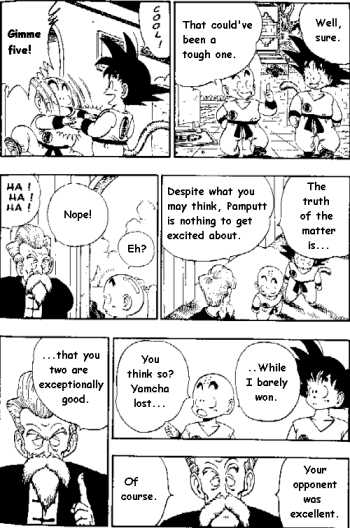 Gimme
five!
COOL!
That could've
been a
tough one.
Well,
sure.
HA!
HA!
HA!
Nope!
Eh?
Despite what you
may think, Pamputt
is nothing to get
excited about.
The
truth
of the
matter
is...
...that you
two are
exceptionally
good.
You
think so?
Yamcha
lost...
..While
I barely
won.
Of
course.
Your
opponent
was
excellent.